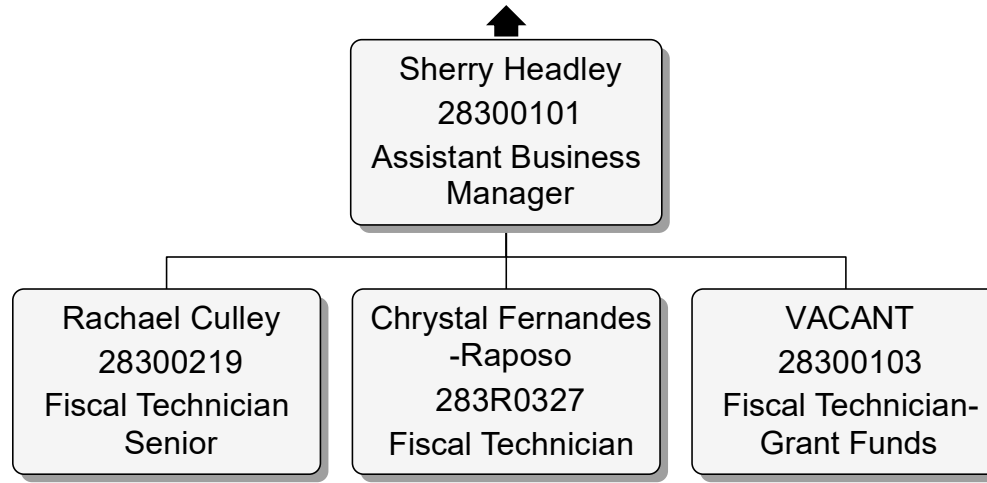 Sherry Headley
28300101
Assistant Business
Manager
Rachael Culley
28300219
Fiscal Technician
Senior
Chrystal Fernandes
-Raposo
283R0327
Fiscal Technician
VACANT
28300103
Fiscal Technician-
Grant Funds